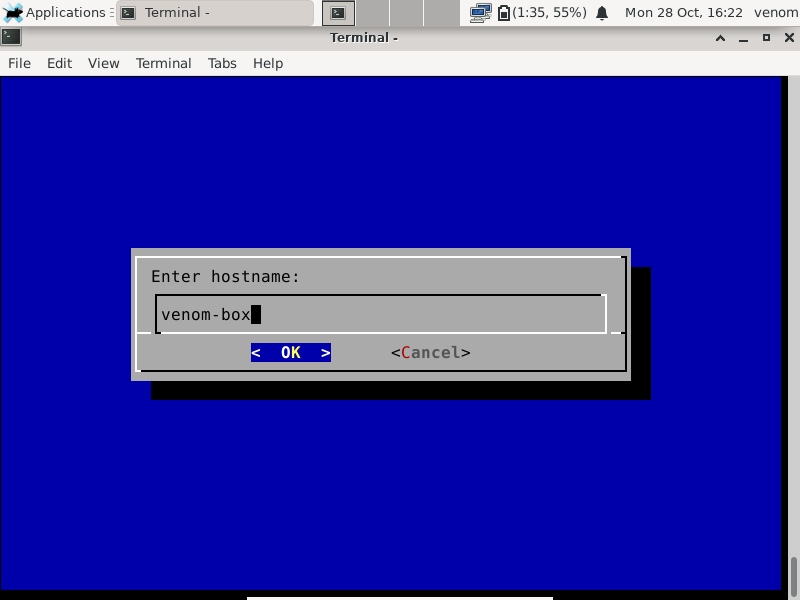 Applications
Terminal -
(1:35, 55%)
Mon 28 Oct, 16:22
venom
Terminal -
File Edit View Terminal Tabs Help
Enter hostname:
venom-box
< OK > <Cancel>